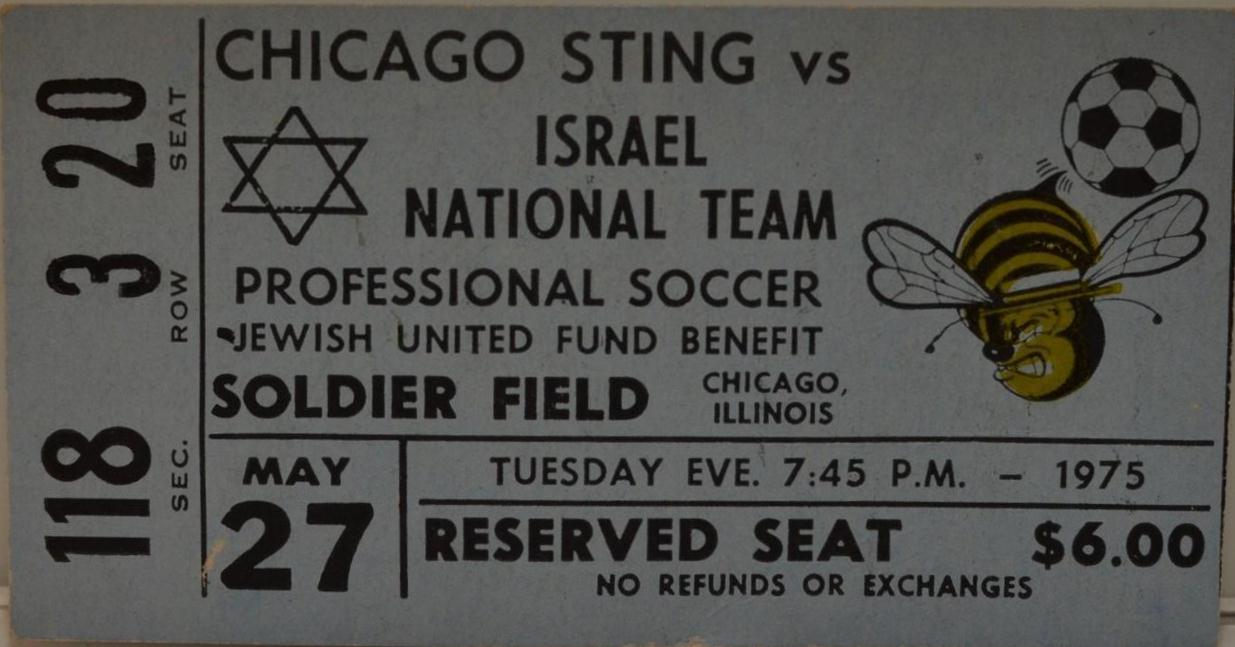 CHICAGO STING vs
ISRAEL
NATIONAL TEAM
PROFESSIONAL SOCCER
JEWISH UNITED FUND BENEFIT
SOLDIER FIELD
CHICAGO,
ILLINOIS
MAY
27
TUESDAY EVE. 7:45 P.M. – 1975
RESERVED SEAT $6.00
NO REFUNDS OR EXCHANGES
118 3 20
SEC. ROW SEAT